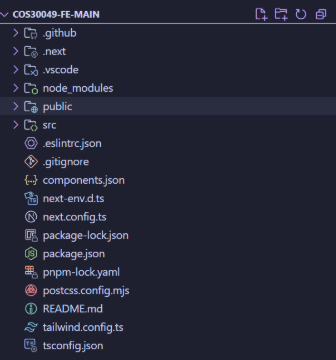 COS30049-FE-MAIN
.github
.next
.vscode
node_modules
public
src
.eslintrc.json
.gitignore
components.json
next-env.d.ts
next.config.ts
package-lock.json
package.json
pnpm-lock.yaml
postcss.config.mjs
README.md
tailwind.config.ts
tsconfig.json